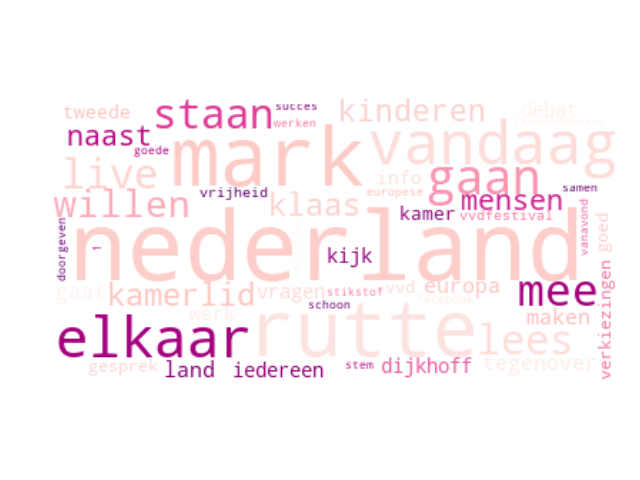 succes
tweede
staan
kinderen
debat
werken
naast
mark
vandaag
goede
live
info
gaan
europese
samen
vrijheid
willen
klaas
mensen
kamer
vvdfestival
vanavond
goed
doorgeven
1
nederland
kijk
gaat
kamerlid
vragen
stikstof
vvd
europa
mee
facebook
schoon
verkiezingen
werk
maken
elkaar
rutte
lees
gesprek
land
iedereen
stem
dijkhoff
tegenover